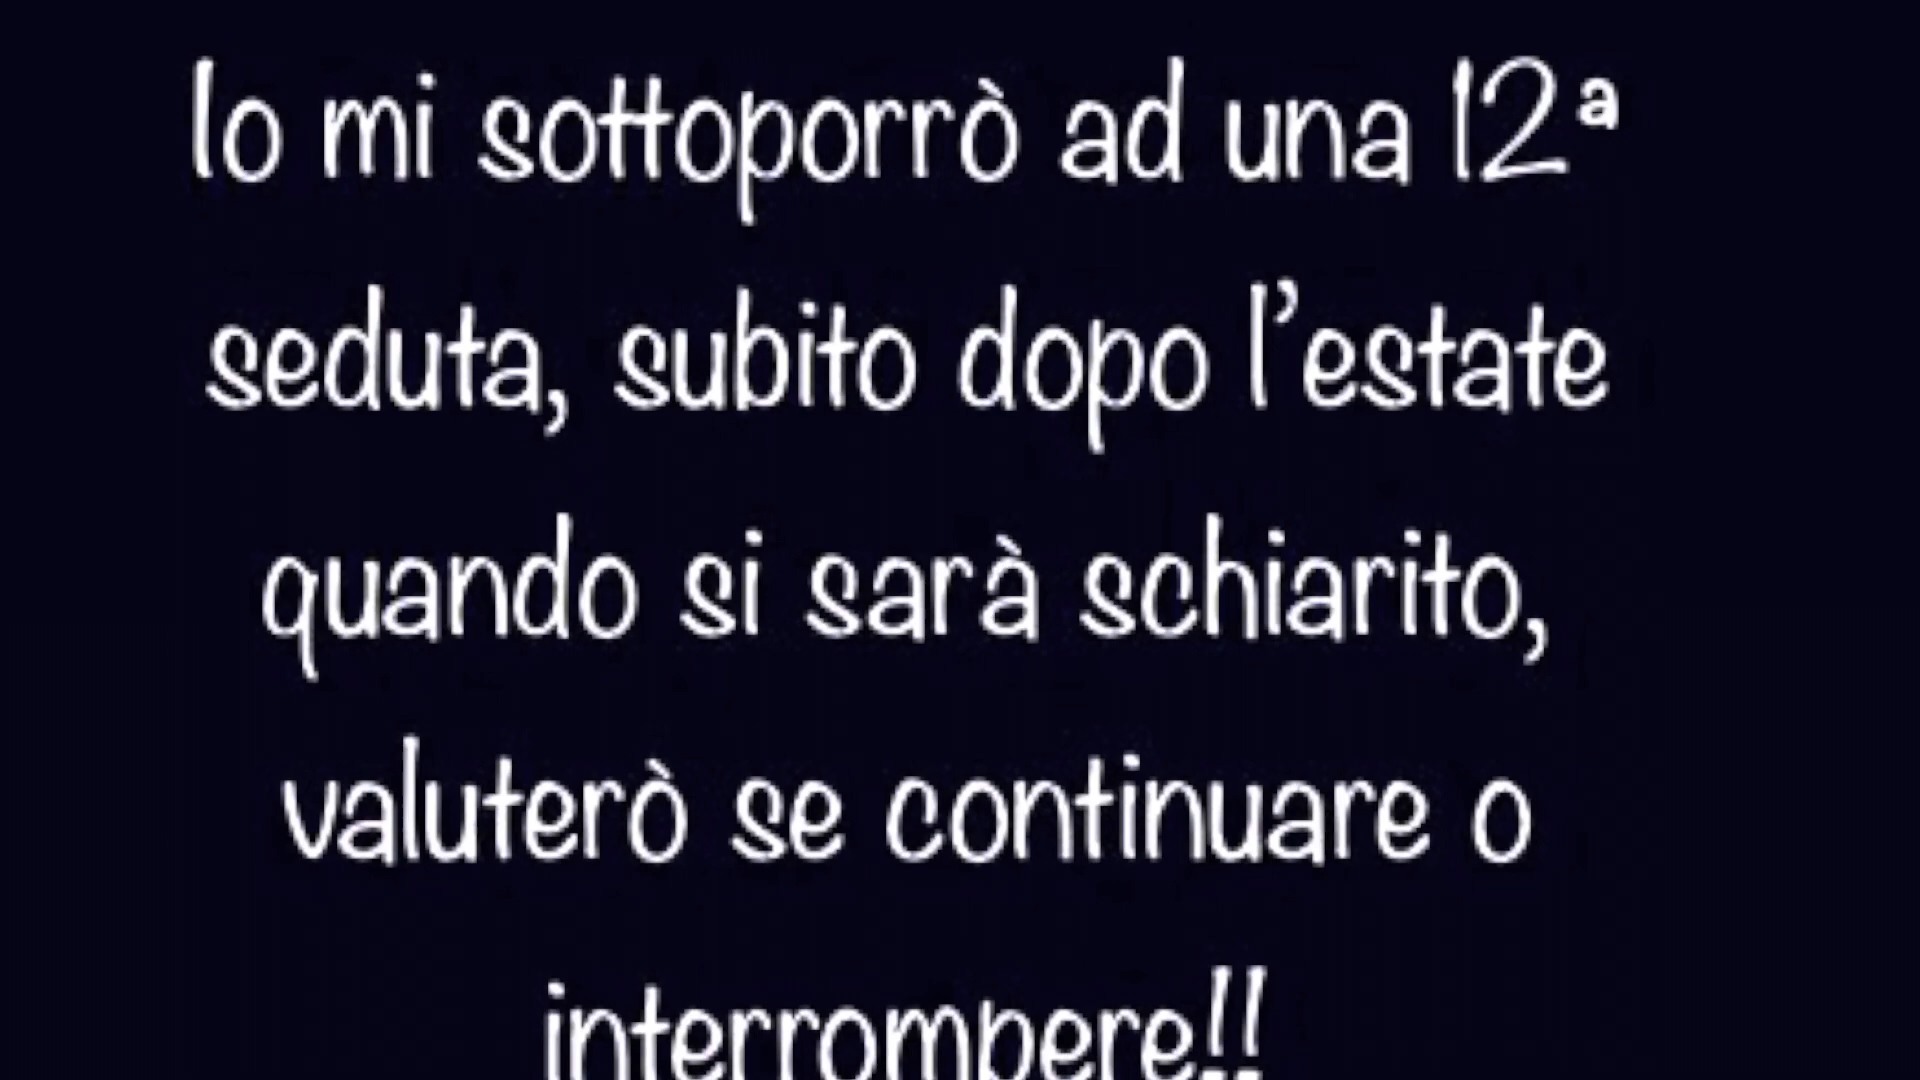 Io mi sottoporrò ad una 12ª
seduta, subito dopo l’estate
quando si sarà schiarito,
valuterò se continuare o
interrompere!!